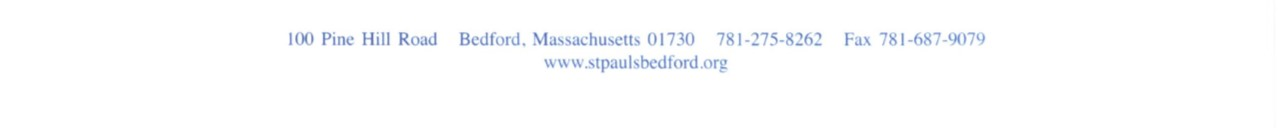 100 Pine Hill Road Bedford, Massachusetts 01730 781-275-8262 Fax 781-687-9079
www.stpaulsbedford.org